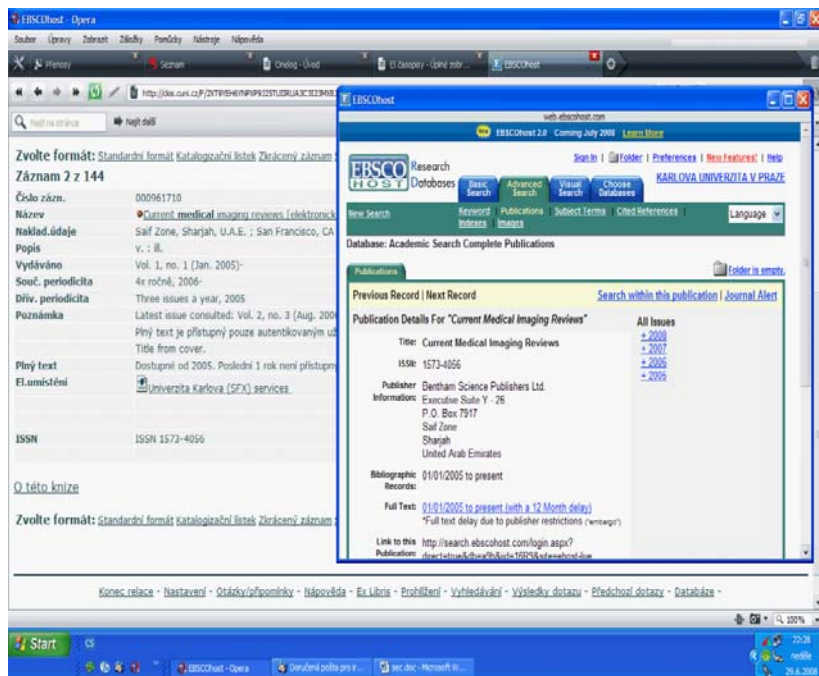 EBSCOhost - Opera
Soubor Úpravy Zobrazit Záložky Pomůcky Nástroje Nápověda
Přenosy Seznam Onelog - Úvod El.časopisy - Úplné zobr... EBSCOhost
Najít na stránce Najít další
Zvolte formát: Standardní formát Katalogizační lístek Zkrácený záznam
Záznam 2 z 144
Číslo zázn. 000961710
Název Current medical imaging reviews [elektronick
Naklad.údaje Saif Zone, Sharjah, U.A.E. ; San Francisco, CA
Popis v. : ill.
Vydáváno Vol. 1, no. 1 (Jan. 2005)-
Souč. periodicita 4x ročně, 2006-
Dřív. periodicita Three issues a year, 2005
Poznámka Latest issue consulted: Vol. 2, no. 3 (Aug. 200
Plný text je přístupný pouze autentikovaným už
Title from cover.
Plný text Dostupné od 2005. Poslední 1 rok není přístupný
El.umístění Univerzita Karlova (SFX) services
ISSN ISSN 1573-4056
O této knize
Zvolte formát: Standardní formát Katalogizační lístek Zkrácený záznam
EBSCOhost
web.ebscohost.com
EBSCOhost 2.0 Coming July 2008 Learn More
Sign In | Folder | Preferences | New Features! | Help
EBSCO HOST Research Databases
Basic Search Advanced Search Visual Search Choose Databases
KARLOVA UNIVERZITA V PRAZE
New Search Keyword | Publications | Subject Terms | Cited References | Language
Indexes | Images
Database: Academic Search Complete Publications
Publications
Folder is empty.
Previous Record | Next Record Search within this publication | Journal Alert
Publication Details For "Current Medical Imaging Reviews"
Title: Current Medical Imaging Reviews
ISSN: 1573-4056
Publisher Information: Bentham Science Publishers Ltd.
Executive Suite Y - 26
P.O. Box 7917
Saif Zone
Sharjah
United Arab Emirates
Bibliographic Records: 01/01/2005 to present
Full Text: 01/01/2005 to present (with a 12 Month delay)
*Full text delay due to publisher restrictions ("embargo")
Link to this Publication: http://search.ebscohost.com/login.aspx?
All Issues
+ 2008
+ 2007
+ 2006
+ 2005
Konec relace - Nastavení - Otázky/připomínky - Nápověda - Ex Libris - Prohlížení - Vyhledávání - Výsledky dotazu - Předchozí dotazy - Databáze -
100%
Start CS
EBSCOhost - Opera Doručená pošta pro ir... sec.doc - Microsoft W...
22:28
neděle
29.6.2008